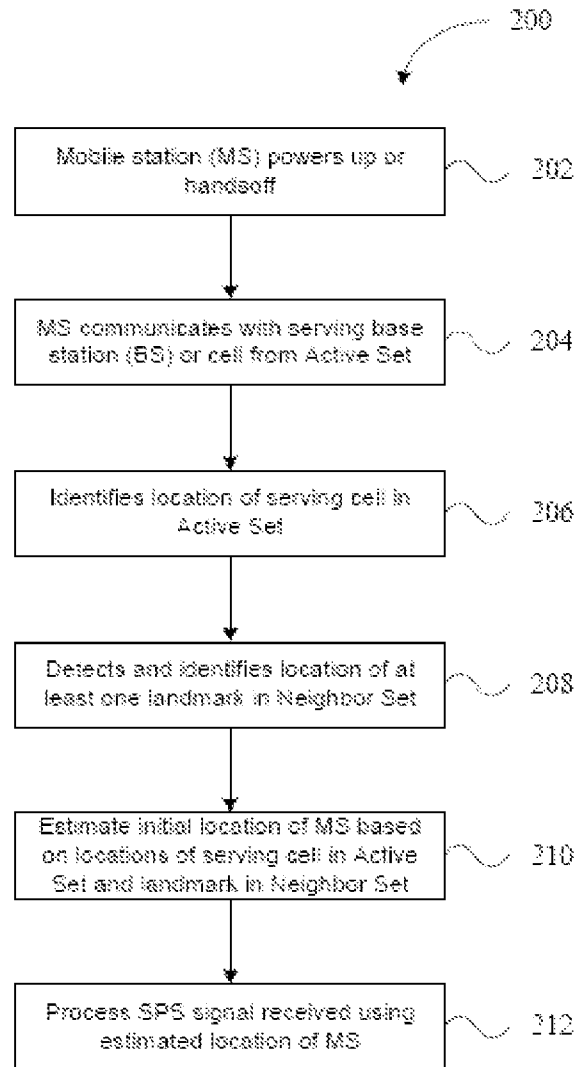 200
Mobile station (MS) powers up or
handsoff
202
MS communicates with serving base
station (BS) or cell from Active Set
204
Identifies location of serving cell in
Active Set
206
Detects and identifies location of at
least one landmark in Neighbor Set
208
Estimate initial location of MS based
on locations of serving cell in Active
Set and landmark in Neighbor Set
210
Process SPS signal received using
estimated location of MS
212